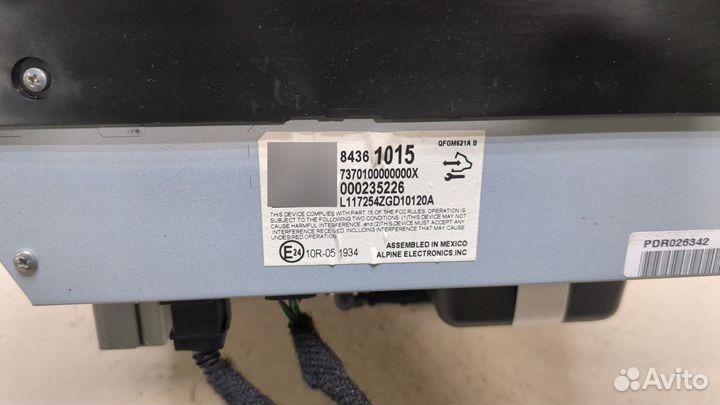 QFGM621A B
8436 1015
7370100000000X
000235226
L117254ZGD10120A
THIS DEVICE COMPLIES WITH PART 15 OF THE FCC RULES. OPERATION IS
SUBJECT TO THE FOLLOWING TWO CONDITIONS. (1)THIS DEVICE MAY NOT
CAUSE HARMFUL INTERFERENCE, and (2)THIS DEVICE MUST ACCEPT ANY
INTERFERENCE RECEIVED, INCLUDING INTERFERENCE THAT MAY CAUSE
UNDESIRED OPERATION.
E24 10R-05 1934
ASSEMBLED IN MEXICO
ALPINE ELECTRONICS,INC
PDR026342
Avito